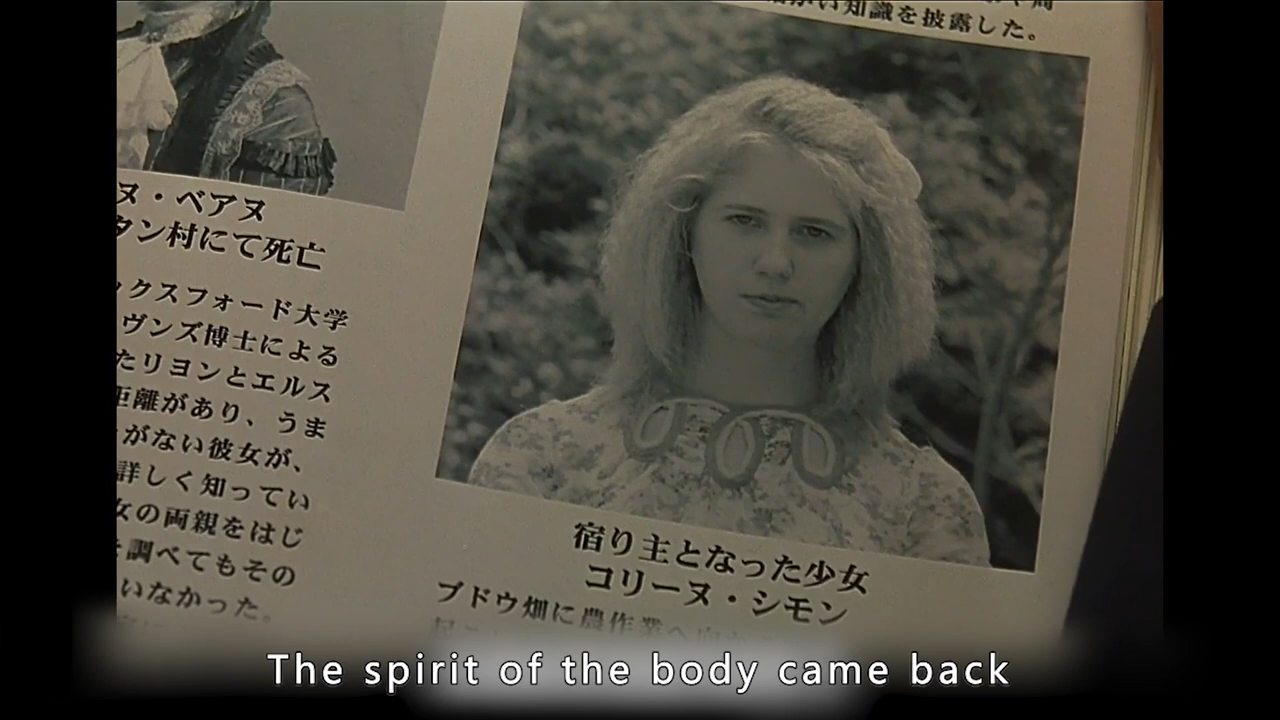 い知識を披露した。
ヌ・ベアヌ
タン村にて死亡
ックスフォード大学
ヴンズ博士による
たリヨンとエルス
距離があり、うま
がない彼女が、
詳しく知ってい
女の両親をはじ
調べてもその
いなかった。
宿り主となった少女
コリーヌ・シモン
ブドウ畑に農作業へ向か
The spirit of the body came back